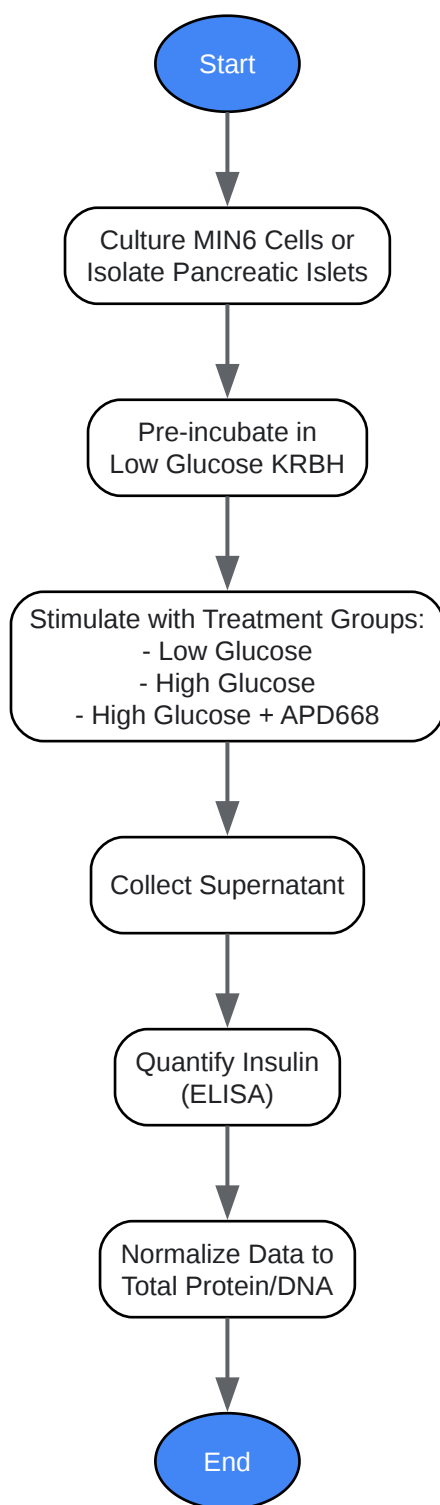 Start
Culture MIN6 Cells or
Isolate Pancreatic Islets
Pre-incubate in
Low Glucose KRBH
Stimulate with Treatment Groups:
- Low Glucose
- High Glucose
- High Glucose + APD668
Collect Supernatant
Quantify Insulin
(ELISA)
Normalize Data to
Total Protein/DNA
End